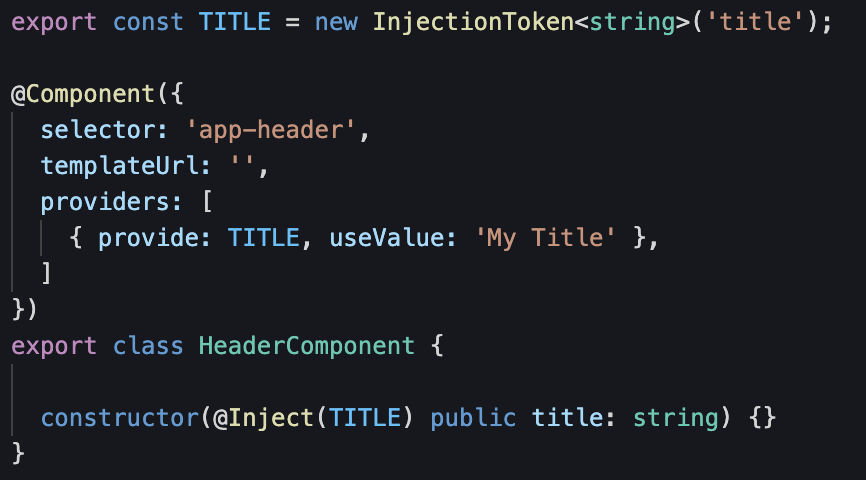 export const TITLE = new InjectionToken<string>('title');
@Component({
selector: 'app-header',
templateUrl: '',
providers: [
{ provide: TITLE, useValue: 'My Title' },
]
})
export class HeaderComponent {
constructor(@Inject(TITLE) public title: string) {}
}